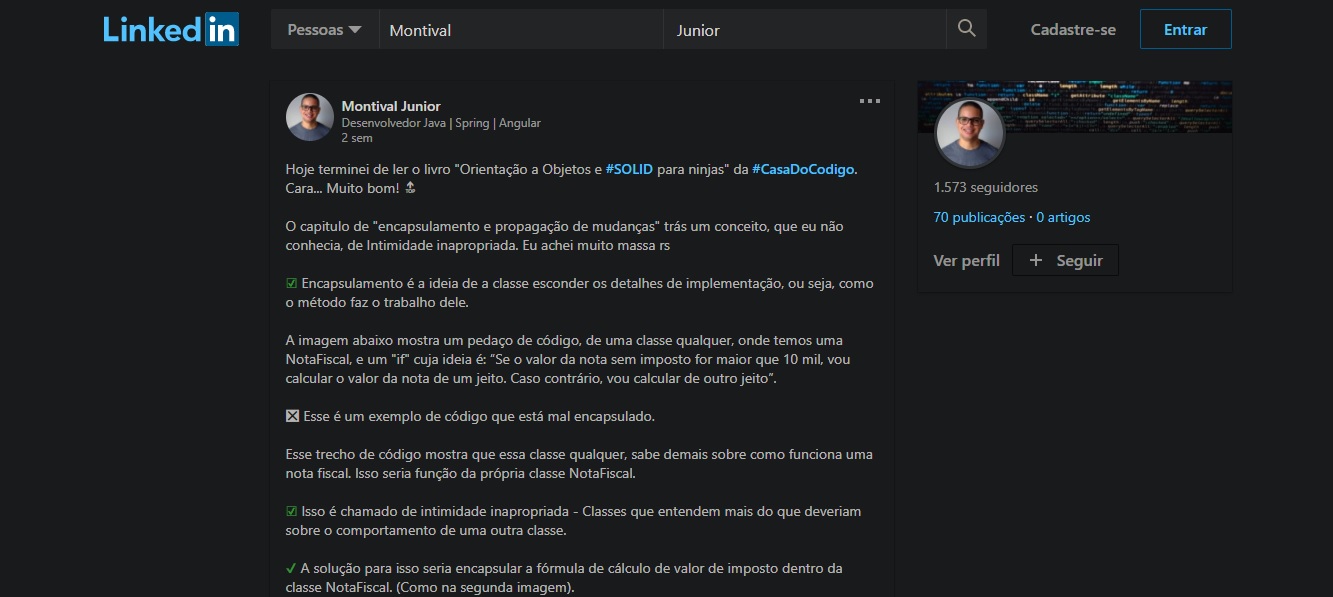 Linked in
Pessoas
Montival
Junior
Cadastre-se
Entrar
Montival Junior
Desenvolvedor Java | Spring | Angular
2 sem
Hoje terminei de ler o livro "Orientação a Objetos e #SOLID para ninjas" da #CasaDoCodigo.
Cara... Muito bom! 🔝
O capitulo de "encapsulamento e propagação de mudanças" trás um conceito, que eu não
conhecia, de Intimidade inapropriada. Eu achei muito massa rs
☑ Encapsulamento é a ideia de a classe esconder os detalhes de implementação, ou seja, como
o método faz o trabalho dele.
A imagem abaixo mostra um pedaço de código, de uma classe qualquer, onde temos uma
NotaFiscal, e um "if" cuja ideia é: “Se o valor da nota sem imposto for maior que 10 mil, vou
calcular o valor da nota de um jeito. Caso contrário, vou calcular de outro jeito”.
❎ Esse é um exemplo de código que está mal encapsulado.
Esse trecho de código mostra que essa classe qualquer, sabe demais sobre como funciona uma
nota fiscal. Isso seria função da própria classe NotaFiscal.
☑ Isso é chamado de intimidade inapropriada - Classes que entendem mais do que deveriam
sobre o comportamento de uma outra classe.
✔ A solução para isso seria encapsular a fórmula de cálculo de valor de imposto dentro da
classe NotaFiscal. (Como na segunda imagem).
1.573 seguidores
70 publicações · 0 artigos
Ver perfil
+ Seguir